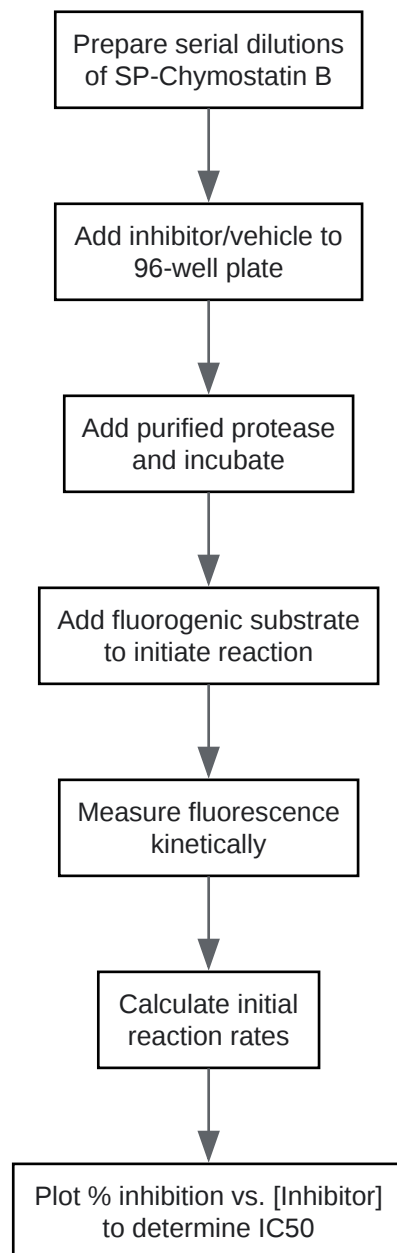 Prepare serial dilutions
of SP-Chymostatin B
Add inhibitor/vehicle to
96-well plate
Add purified protease
and incubate
Add fluorogenic substrate
to initiate reaction
Measure fluorescence
kinetically
Calculate initial
reaction rates
Plot % inhibition vs. [Inhibitor]
to determine IC50